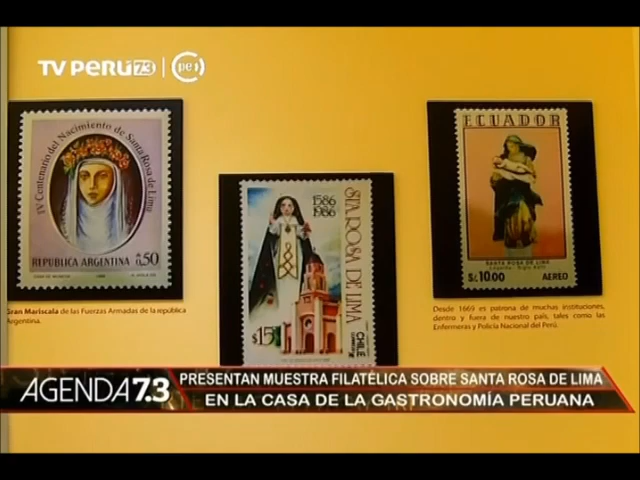 TV PERU 7.3 pe
IV Centenario del Nacimiento de Santa Rosa de Lima
REPUBLICA ARGENTINA A 0,50
Gran Mariscala de las Fuerzas Armadas de la república
Argentina.
1586
1986
STA ROSA DE LIMA
$15
CHILE
ECUADOR
SANTA ROSA DE LIMA
S/. 10.00 AEREO
Desde 1669 es patrona de muchas instituciones,
dentro y fuera de nuestro país, tales como las
Enfermeras y Policía Nacional del Perú.
AGENDA 7.3
PRESENTAN MUESTRA FILATÉLICA SOBRE SANTA ROSA DE LIMA
EN LA CASA DE LA GASTRONOMÍA PERUANA